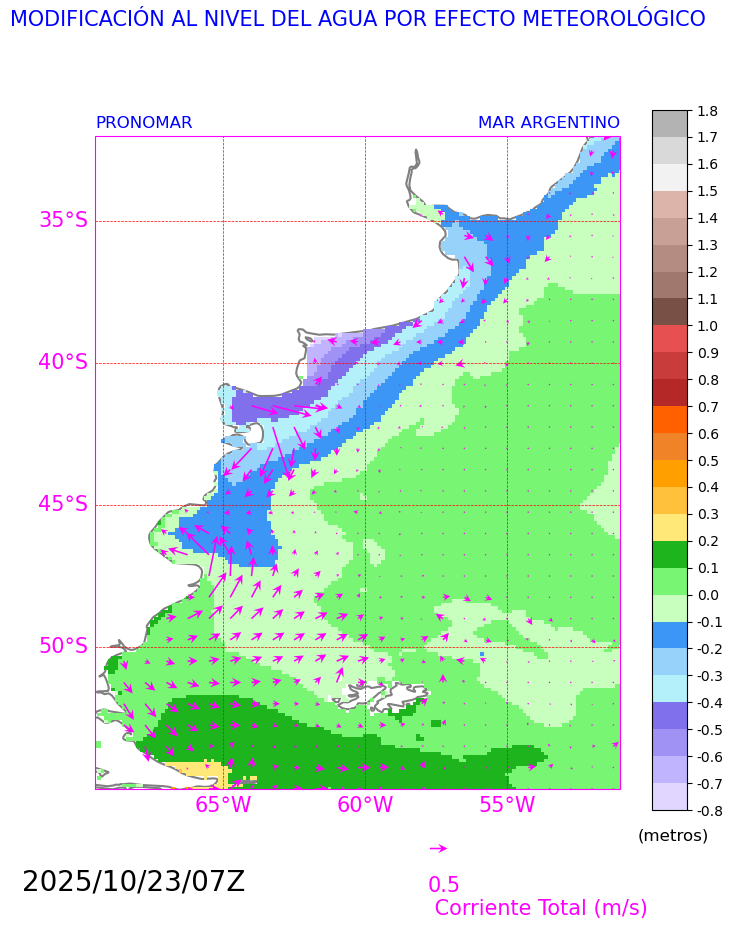 MODIFICACIÓN AL NIVEL DEL AGUA POR EFECTO METEOROLÓGICO
PRONOMAR
MAR ARGENTINO
35°S
40°S
45°S
50°S
65°W
60°W
55°W
1.8
1.7
1.6
1.5
1.4
1.3
1.2
1.1
1.0
0.9
0.8
0.7
0.6
0.5
0.4
0.3
0.2
0.1
0.0
-0.1
-0.2
-0.3
-0.4
-0.5
-0.6
-0.7
-0.8
(metros)
2025/10/23/07Z
0.5
Corriente Total (m/s)